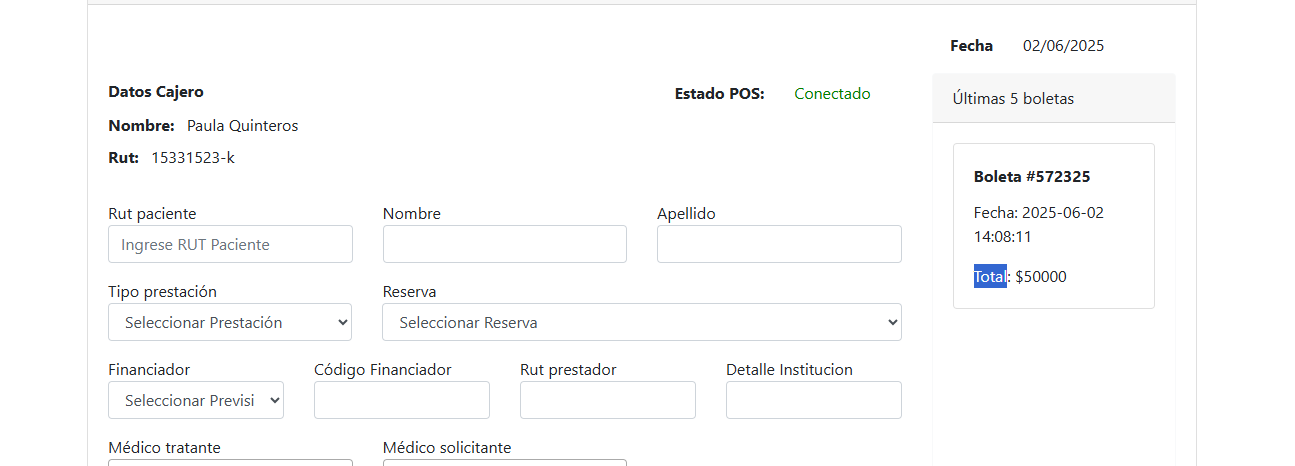 Fecha 02/06/2025
Datos Cajero
Estado POS: Conectado
Últimas 5 boletas
Nombre: Paula Quinteros
Rut: 15331523-k
Boleta #572325
Fecha: 2025-06-02
14:08:11
Total: $50000
Rut paciente Nombre Apellido
Ingrese RUT Paciente
Tipo prestación Reserva
Seleccionar Prestación Seleccionar Reserva
Financiador Código Financiador Rut prestador Detalle Institucion
Seleccionar Previsi
Médico tratante Médico solicitante